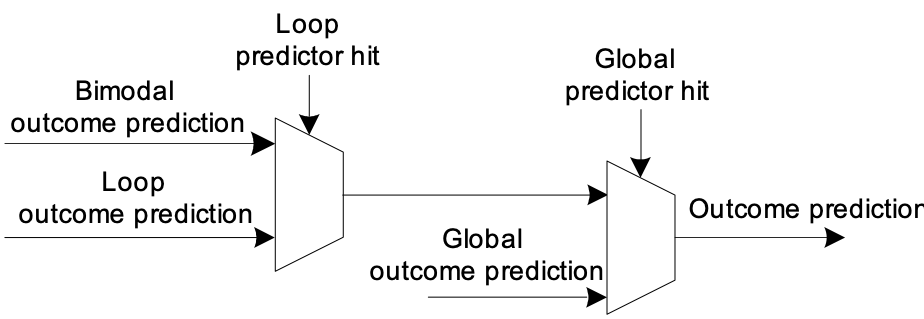 Loop
predictor hit
Global
predictor hit
Bimodal
outcome prediction
Loop
outcome prediction
Outcome prediction
Global
outcome prediction